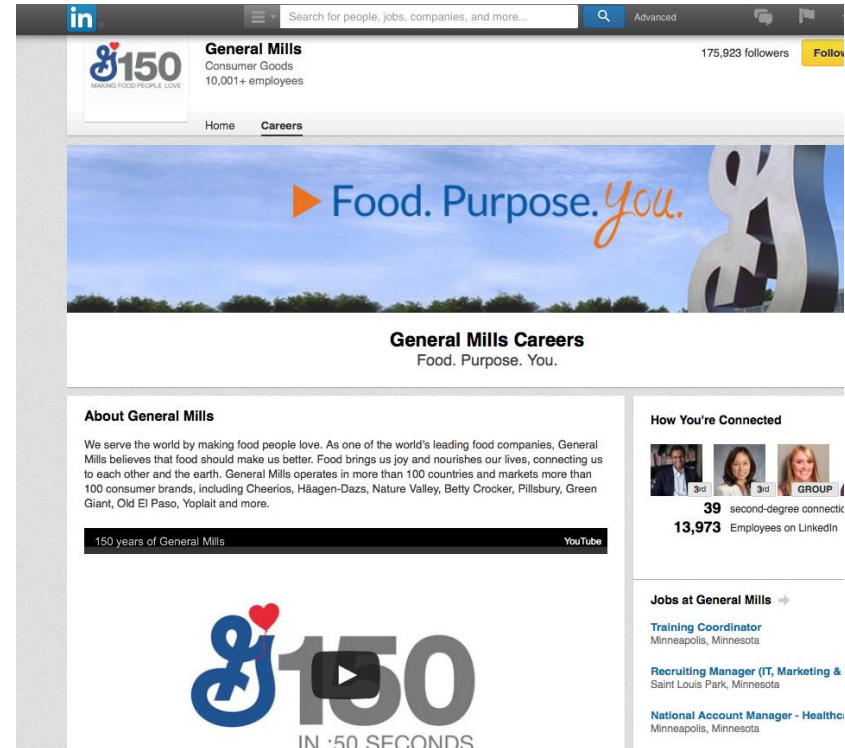 in
Search for people, jobs, companies, and more...
Advanced
150
MAKING FOOD PEOPLE LOVE
General Mills
Consumer Goods
10,001+ employees
175,923 followers
Follow
Home Careers
Food. Purpose. You.
General Mills Careers
Food. Purpose. You.
About General Mills
We serve the world by making food people love. As one of the world's leading food companies, General
Mills believes that food should make us better. Food brings us joy and nourishes our lives, connecting us
to each other and the earth. General Mills operates in more than 100 countries and markets more than
100 consumer brands, including Cheerios, Häagen-Dazs, Nature Valley, Betty Crocker, Pillsbury, Green
Giant, Old El Paso, Yoplait and more.
150 years of General Mills
YouTube
G150
IN :50 SECONDS
How You're Connected
3rd 3rd GROUP
39 second-degree connectio
13,973 Employees on LinkedIn
Jobs at General Mills
Training Coordinator
Minneapolis, Minnesota
Recruiting Manager (IT, Marketing &
Saint Louis Park, Minnesota
National Account Manager - Healthca
Minneapolis, Minnesota